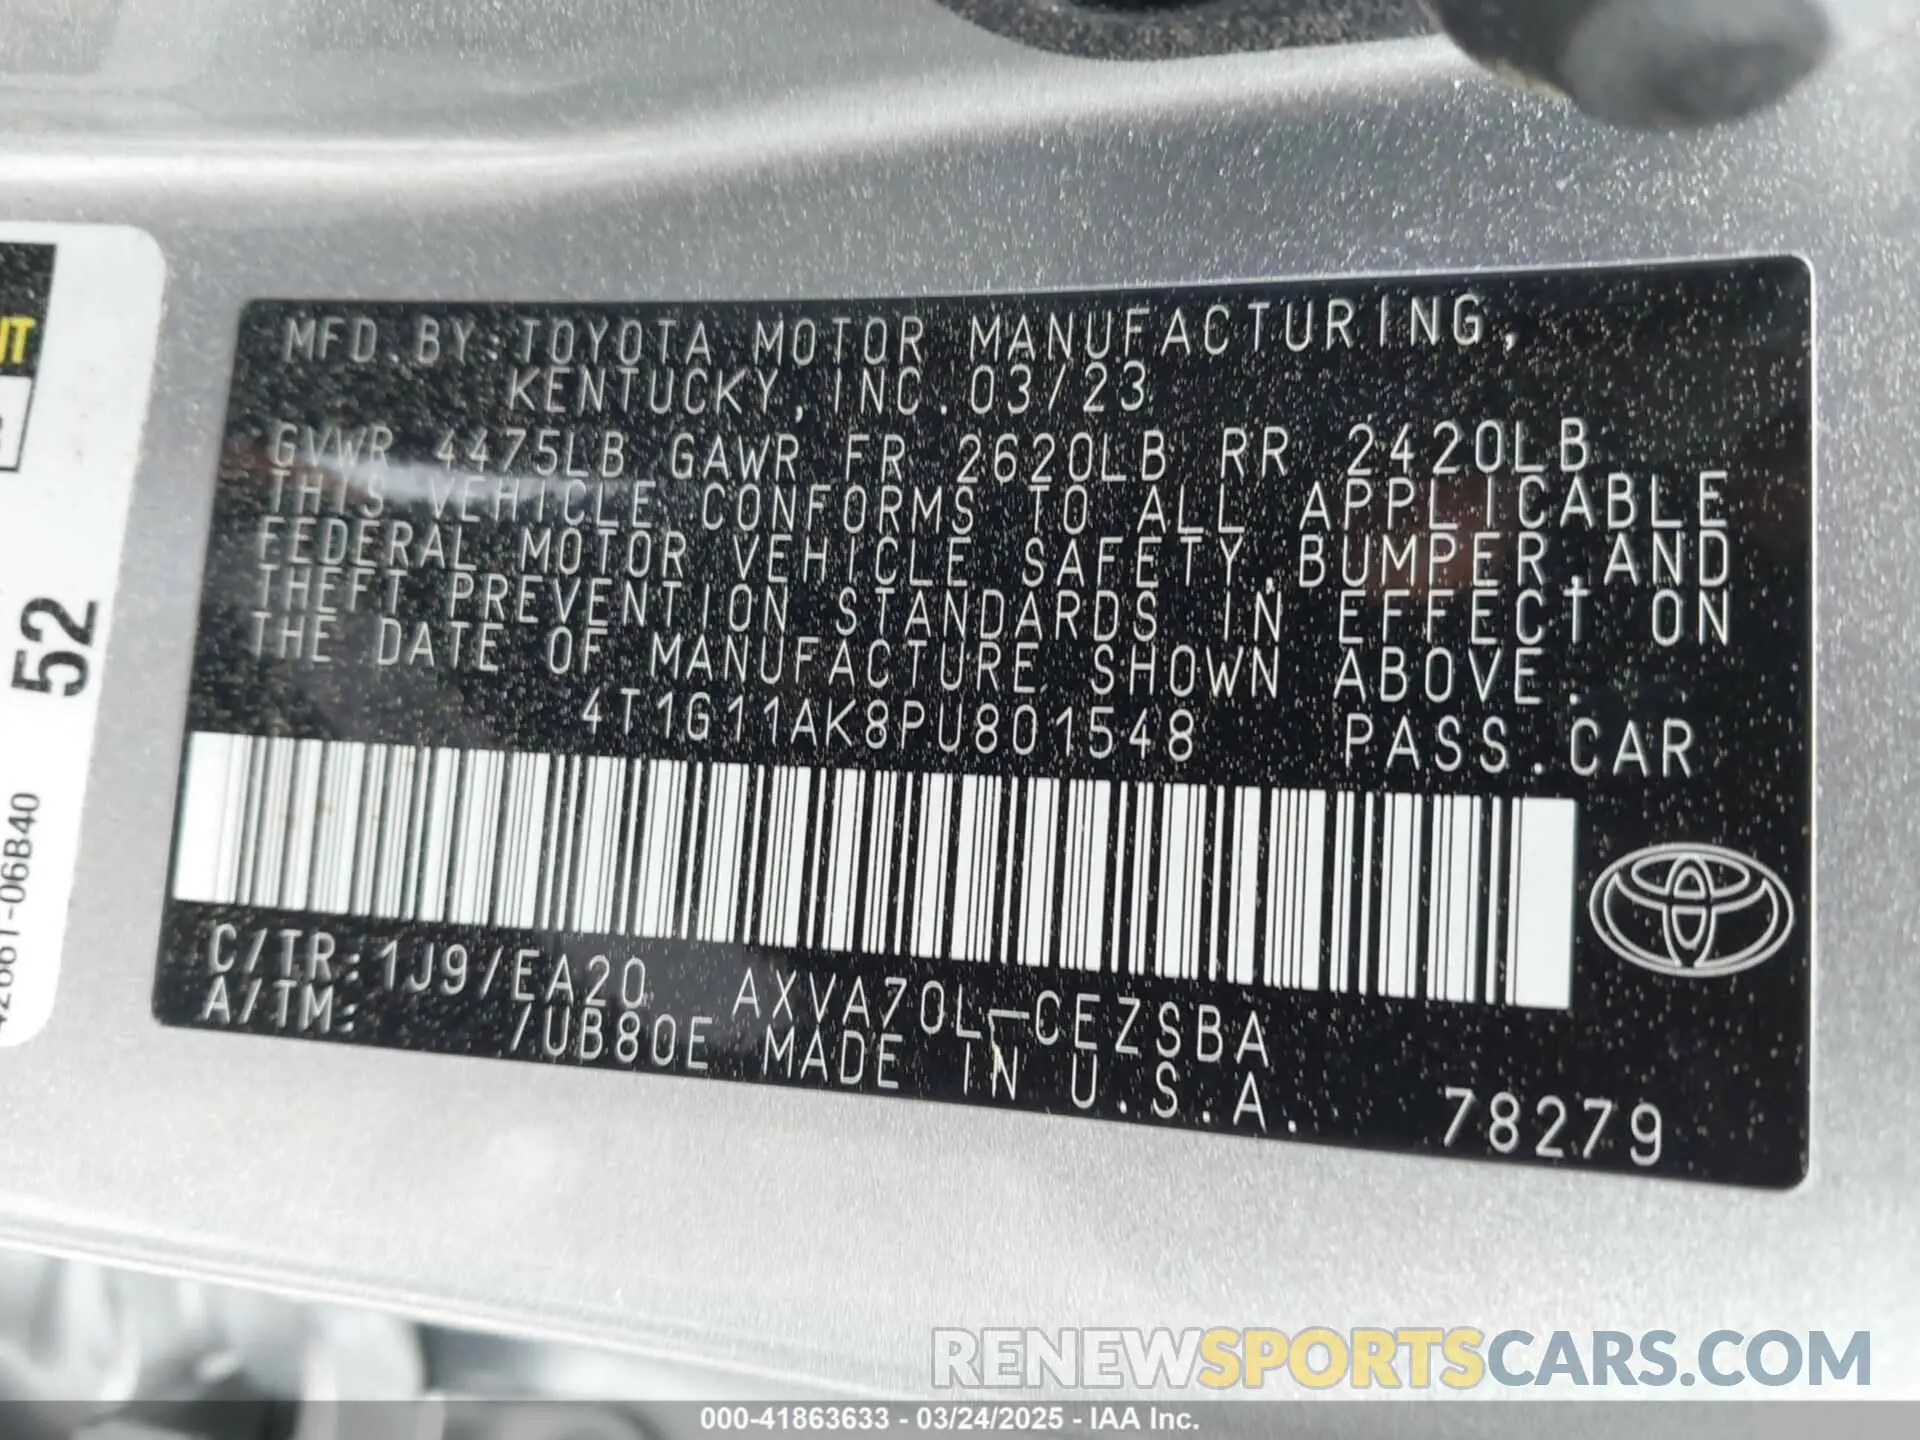 MFD.BY TOYOTA MOTOR MANUFACTURING,
KENTUCKY, INC. 03/23
GVWR 4475LB GAWR FR 2620LB RR 2420LB
THIS VEHICLE CONFORMS TO ALL APPLICABLE
FEDERAL MOTOR VEHICLE SAFETY, BUMPER, AND
THEFT PREVENTION STANDARDS IN EFFECT ON
THE DATE OF MANUFACTURE SHOWN ABOVE.
4T1G11AK8PU801548 PASS.CAR
C/TR:1J9/EA20 AXVA70L-CEZSBA
A/TM: /UB80E MADE IN U.S.A.
78279
52
RENEWSPORTSCARS.COM
000-41863633 - 03/24/2025 - IAA Inc.